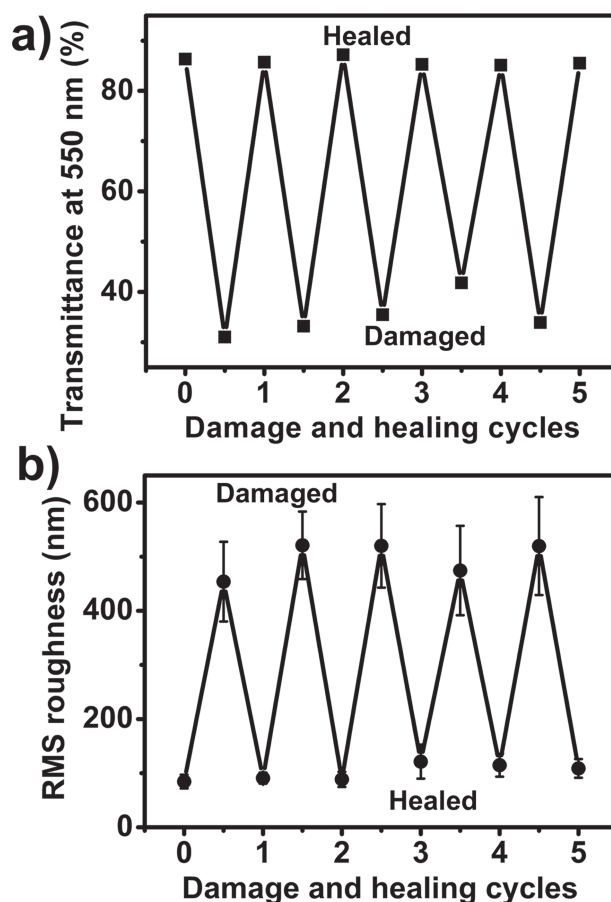 a)
Transmittance at 550 nm (%)
80
60
40
Healed
Damaged
0 1 2 3 4 5
Damage and healing cycles
b)
RMS roughness (nm)
600
400
200
0
Damaged
Healed
0 1 2 3 4 5
Damage and healing cycles